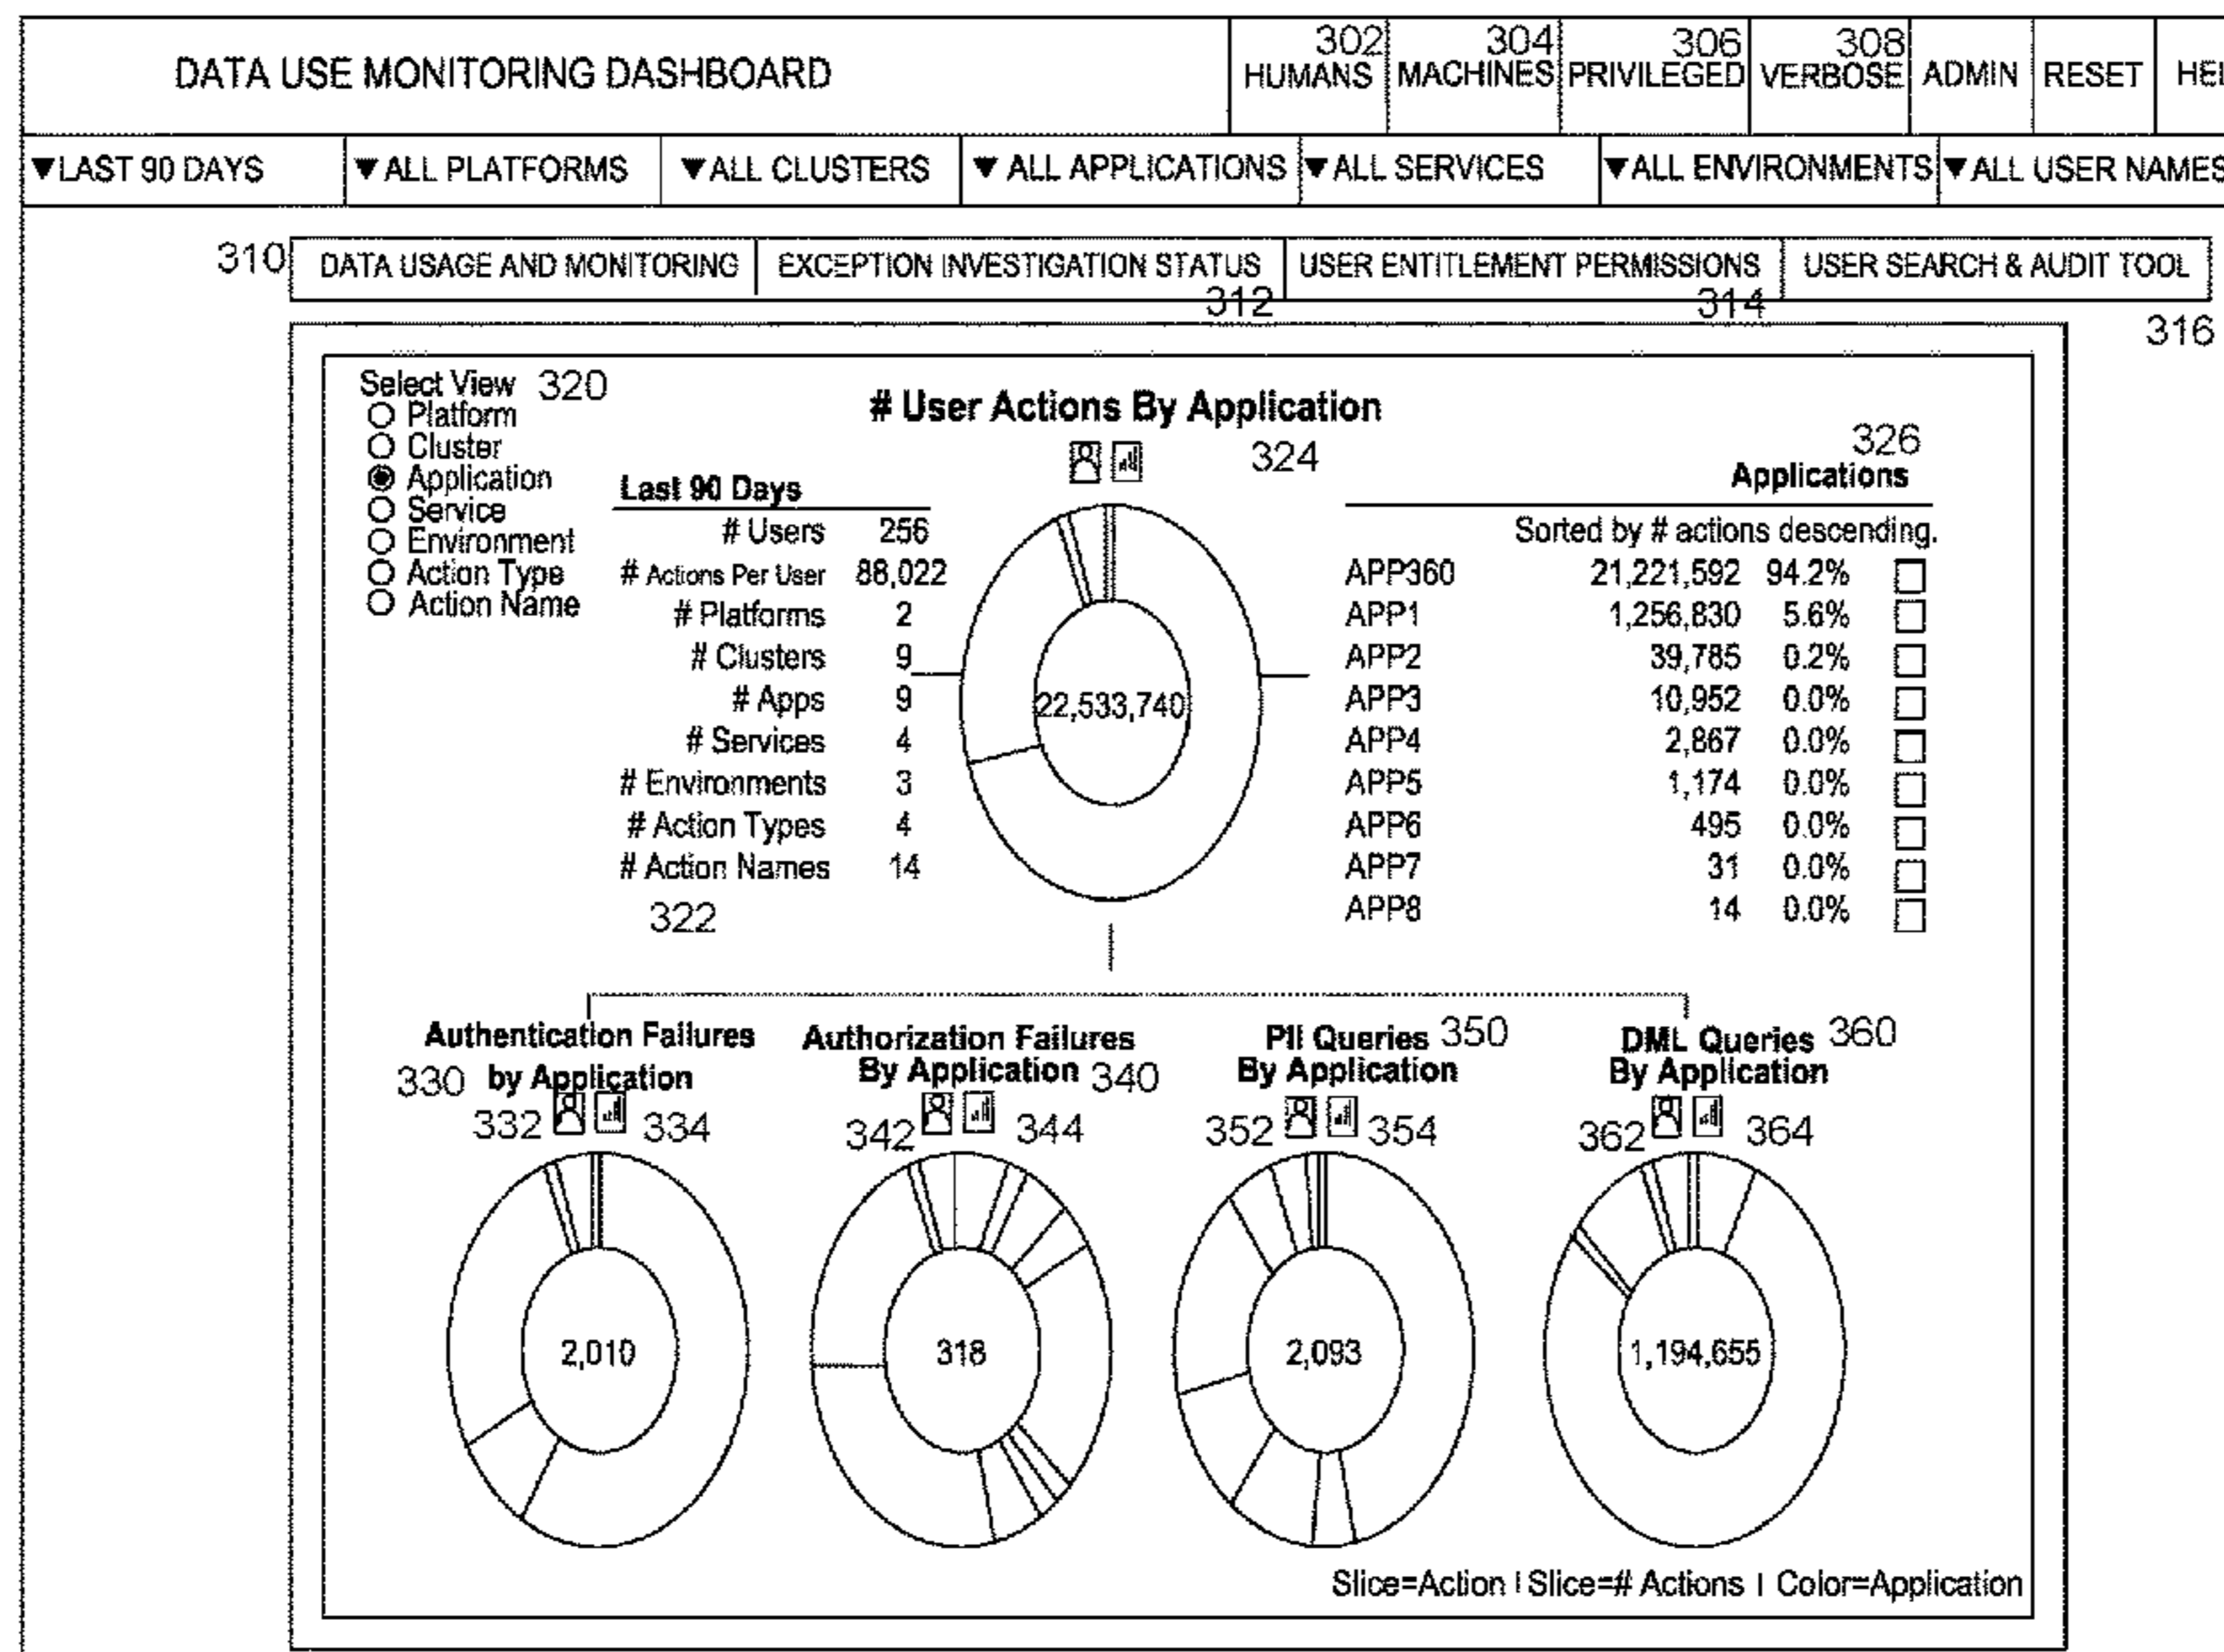 302 304 306 308
DATA USE MONITORING DASHBOARD HUMANS MACHINES PRIVILEGED VERBOSE ADMIN RESET
▼LAST 90 DAYS ▼ALL PLATFORMS ▼ALL CLUSTERS ▼ALL APPLICATIONS ▼ALL SERVICES ▼ALL ENVIRONMENTS ▼ALL USER NAMES
310 DATA USAGE AND MONITORING EXCEPTION INVESTIGATION STATUS USER ENTITLEMENT PERMISSIONS USER SEARCH & AUDIT TOOL
312 314 316
Select View 320
Platform
Cluster
Application
Service
Environment
Action Type
Action Name
# User Actions By Application
324
Last 90 Days
# Users 256
# Actions Per User 88,022
# Platforms 2
# Clusters 9
# Apps 9
# Services 4
# Environments 3
# Action Types 4
# Action Names 14
322
22,533,740
326
Applications
Sorted by # actions descending.
APP360 21,221,592 94.2%
APP1 1,256,830 5.6%
APP2 39,785 0.2%
APP3 10,952 0.0%
APP4 2,867 0.0%
APP5 1,174 0.0%
APP6 495 0.0%
APP7 31 0.0%
APP8 14 0.0%
Authentication Failures
330 by Application
332 334
2,010
Authorization Failures
By Application 340
342 344
318
PII Queries 350
By Application
352 354
2,093
DML Queries 360
By Application
362 364
1,194,655
Slice=Action | Slice=# Actions | Color=Application